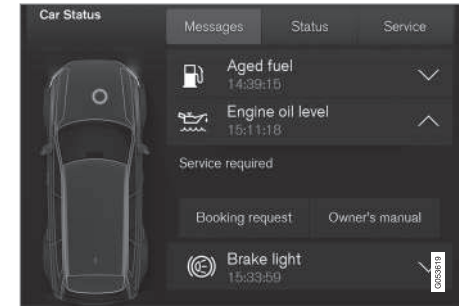 Car Status
Messages Status Service
Aged fuel
14:39:15
Engine oil level
15:11:18
Service required
Booking request Owner's manual
Brake light
15:33:59
G053619